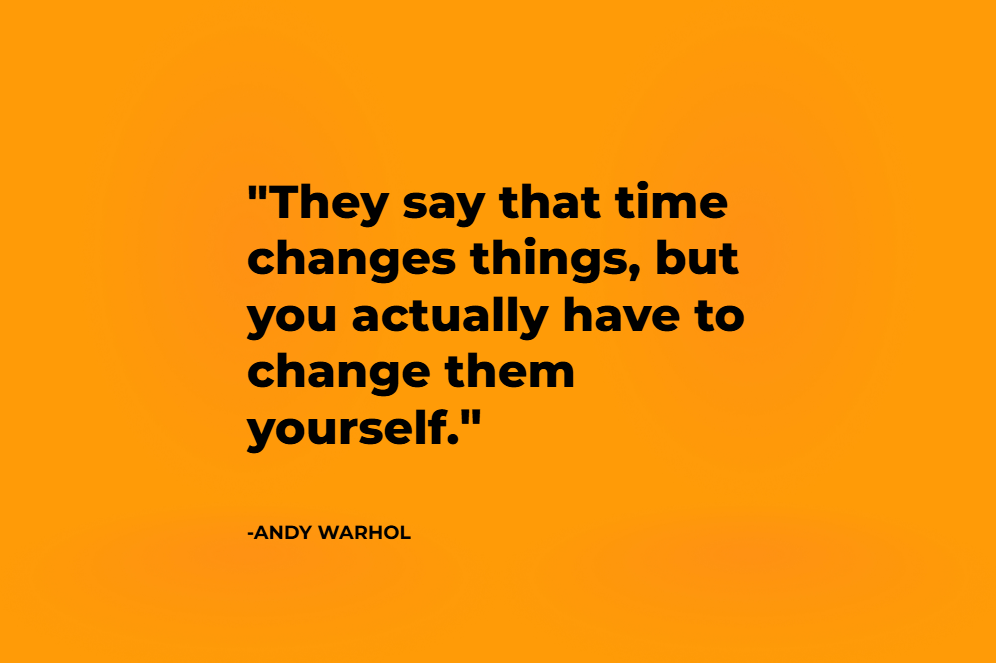 "They say that time
changes things, but
you actually have to
change them
yourself."
-ANDY WARHOL